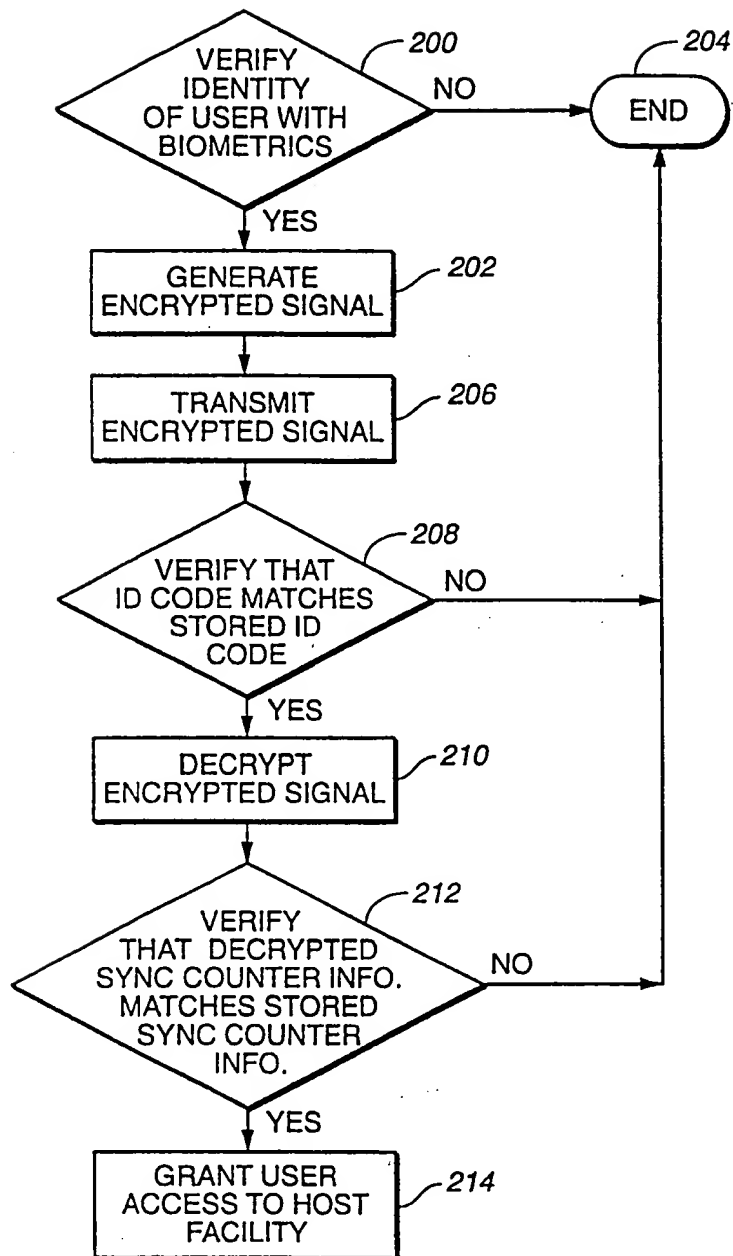 VERIFY
IDENTITY
OF USER WITH
BIOMETRICS
200
NO
204
END
YES
GENERATE
ENCRYPTED SIGNAL
202
TRANSMIT
ENCRYPTED SIGNAL
206
208
VERIFY THAT
ID CODE MATCHES
STORED ID
CODE
NO
YES
DECRYPT
ENCRYPTED SIGNAL
210
212
VERIFY
THAT DECRYPTED
SYNC COUNTER INFO.
MATCHES STORED
SYNC COUNTER
INFO.
NO
YES
GRANT USER
ACCESS TO HOST
FACILITY
214